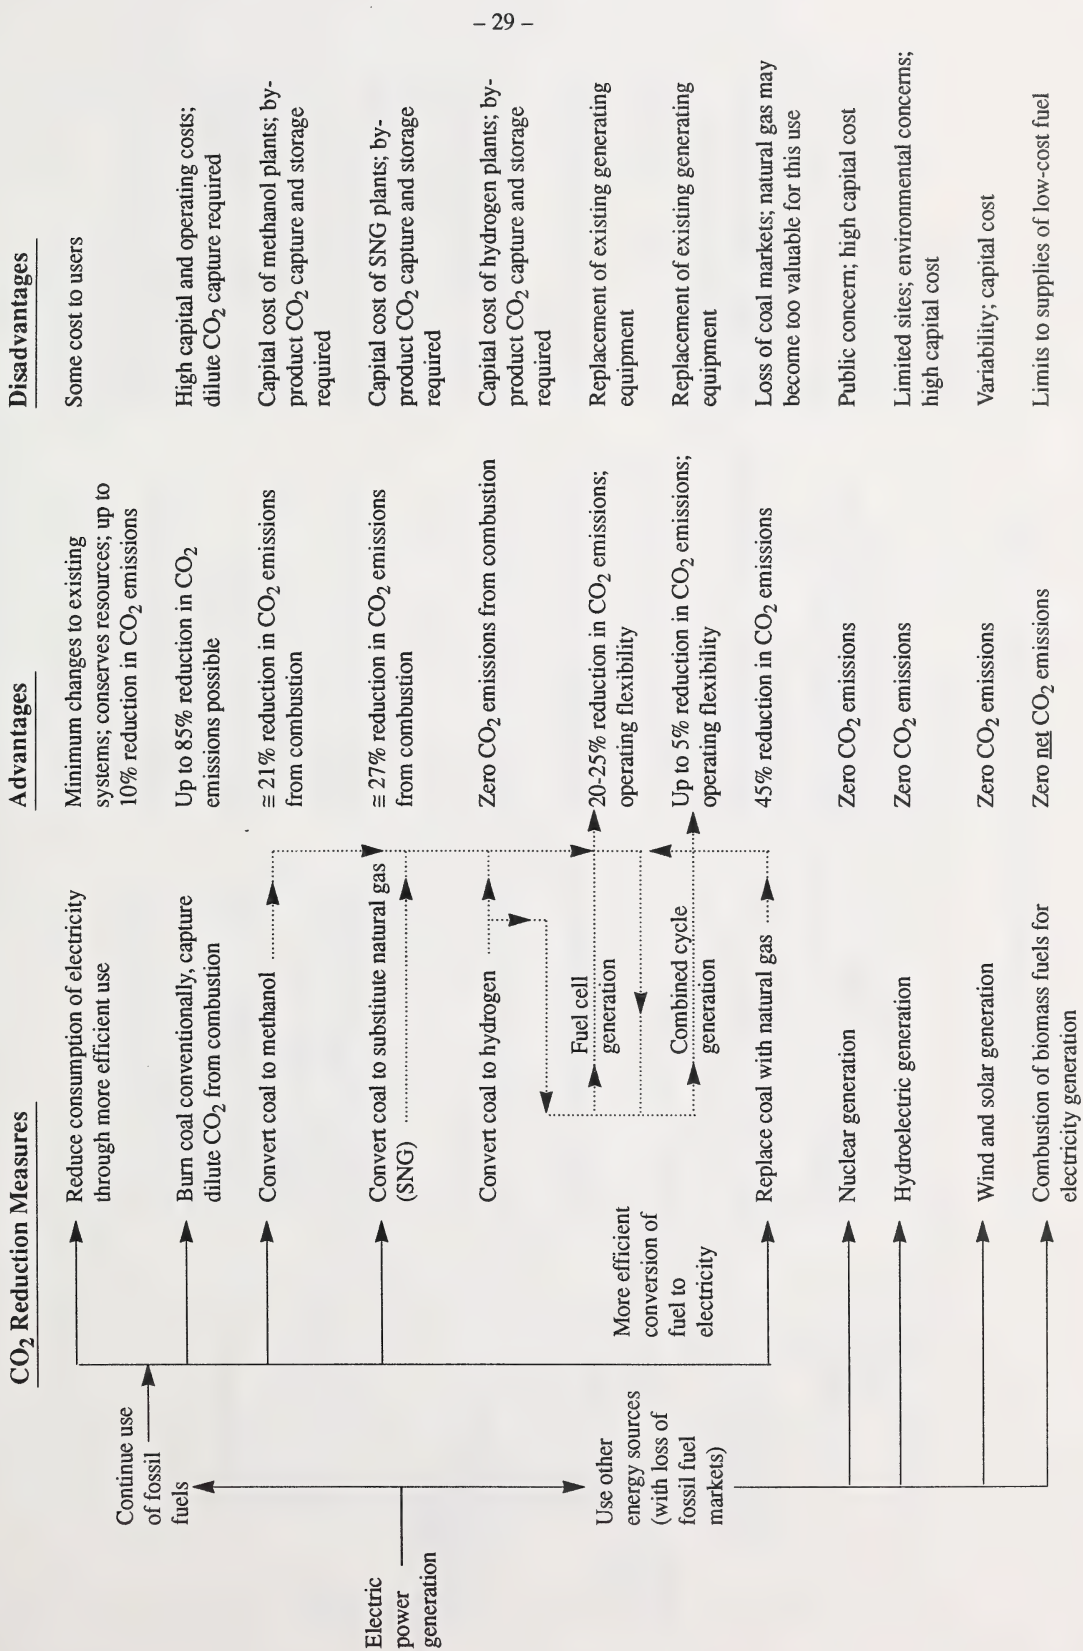 – 29 –
CO2 Reduction Measures
Advantages
Disadvantages
Electric
power
generation
Continue use
of fossil
fuels
Use other
energy sources
(with loss of
fossil fuel
markets)
More efficient
conversion of
fuel to
electricity
Reduce consumption of electricity
through more efficient use
Minimum changes to existing
systems; conserves resources; up to
10% reduction in CO2 emissions
Some cost to users
Burn coal conventionally, capture
dilute CO2 from combustion
Up to 85% reduction in CO2
emissions possible
High capital and operating costs;
dilute CO2 capture required
Convert coal to methanol
≅ 21% reduction in CO2 emissions
from combustion
Capital cost of methanol plants; by-
product CO2 capture and storage
required
Convert coal to substitute natural gas
(SNG)
≅ 27% reduction in CO2 emissions
from combustion
Capital cost of SNG plants; by-
product CO2 capture and storage
required
Convert coal to hydrogen
Zero CO2 emissions from combustion
Capital cost of hydrogen plants; by-
product CO2 capture and storage
required
Fuel cell
generation
20-25% reduction in CO2 emissions;
operating flexibility
Replacement of existing generating
equipment
Combined cycle
generation
Up to 5% reduction in CO2 emissions;
operating flexibility
Replacement of existing generating
equipment
Replace coal with natural gas
45% reduction in CO2 emissions
Loss of coal markets; natural gas may
become too valuable for this use
Nuclear generation
Zero CO2 emissions
Public concern; high capital cost
Hydroelectric generation
Zero CO2 emissions
Limited sites; environmental concerns;
high capital cost
Wind and solar generation
Zero CO2 emissions
Variability; capital cost
Combustion of biomass fuels for
electricity generation
Zero net CO2 emissions
Limits to supplies of low-cost fuel